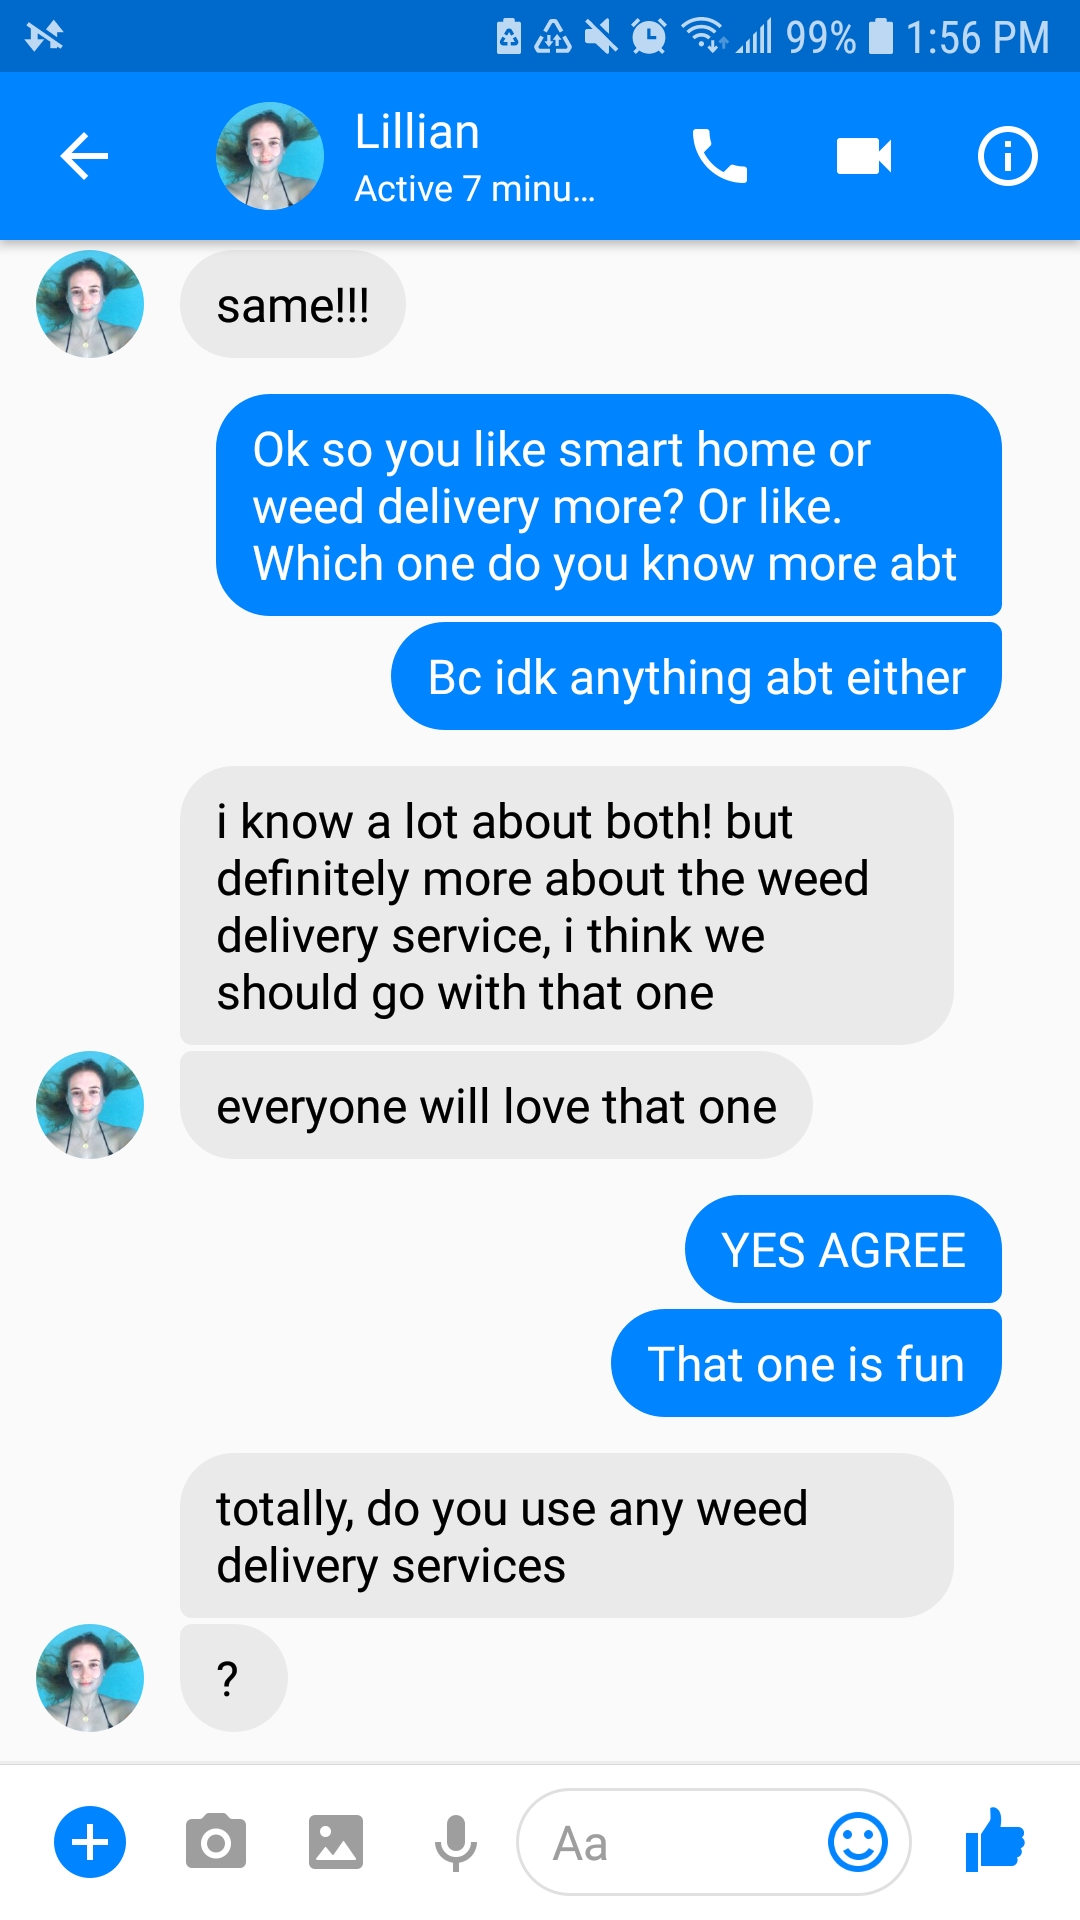 99% 1:56 PM
Lillian
Active 7 minu...
same!!!
Ok so you like smart home or
weed delivery more? Or like.
Which one do you know more abt
Bc idk anything abt either
i know a lot about both! but
definitely more about the weed
delivery service, i think we
should go with that one
everyone will love that one
YES AGREE
That one is fun
totally, do you use any weed
delivery services
?
Aa